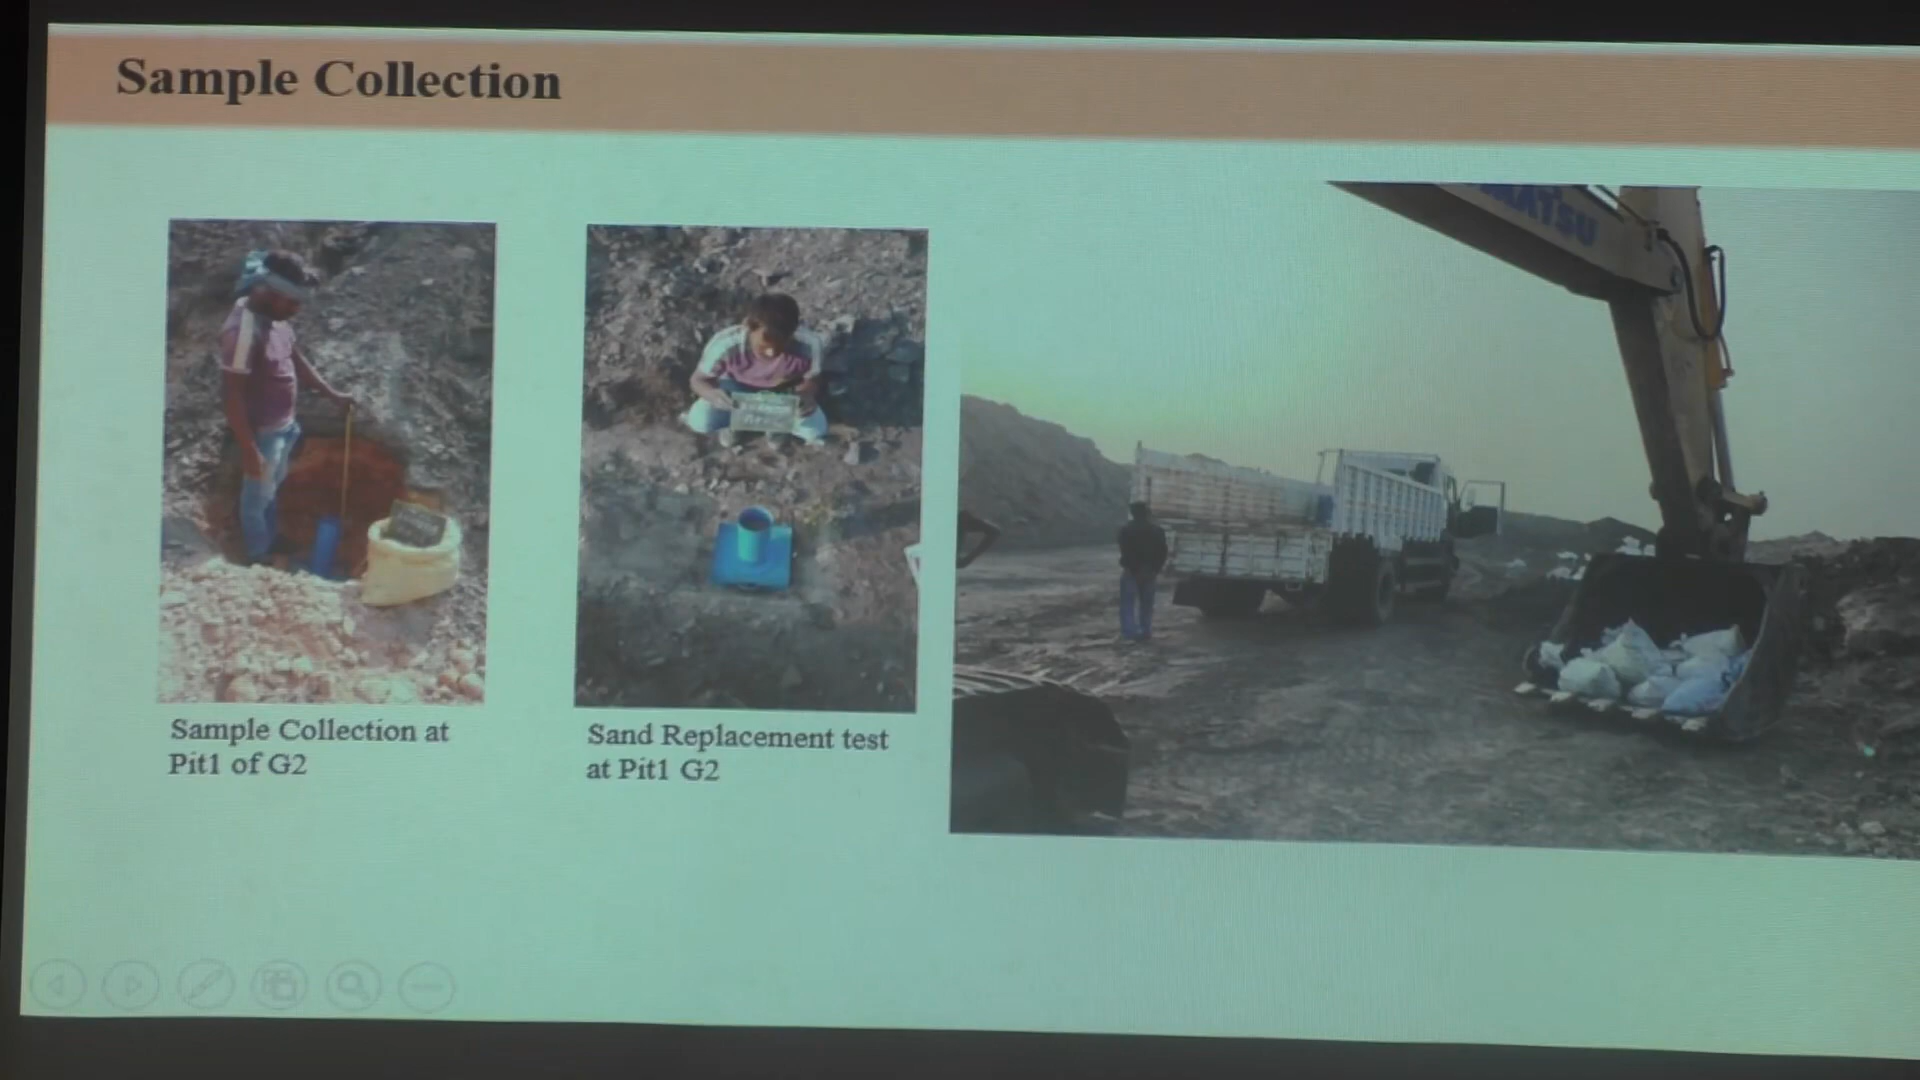 Sample Collection
Sample Collection at
Pit1 of G2
Sand Replacement test
at Pit1 G2